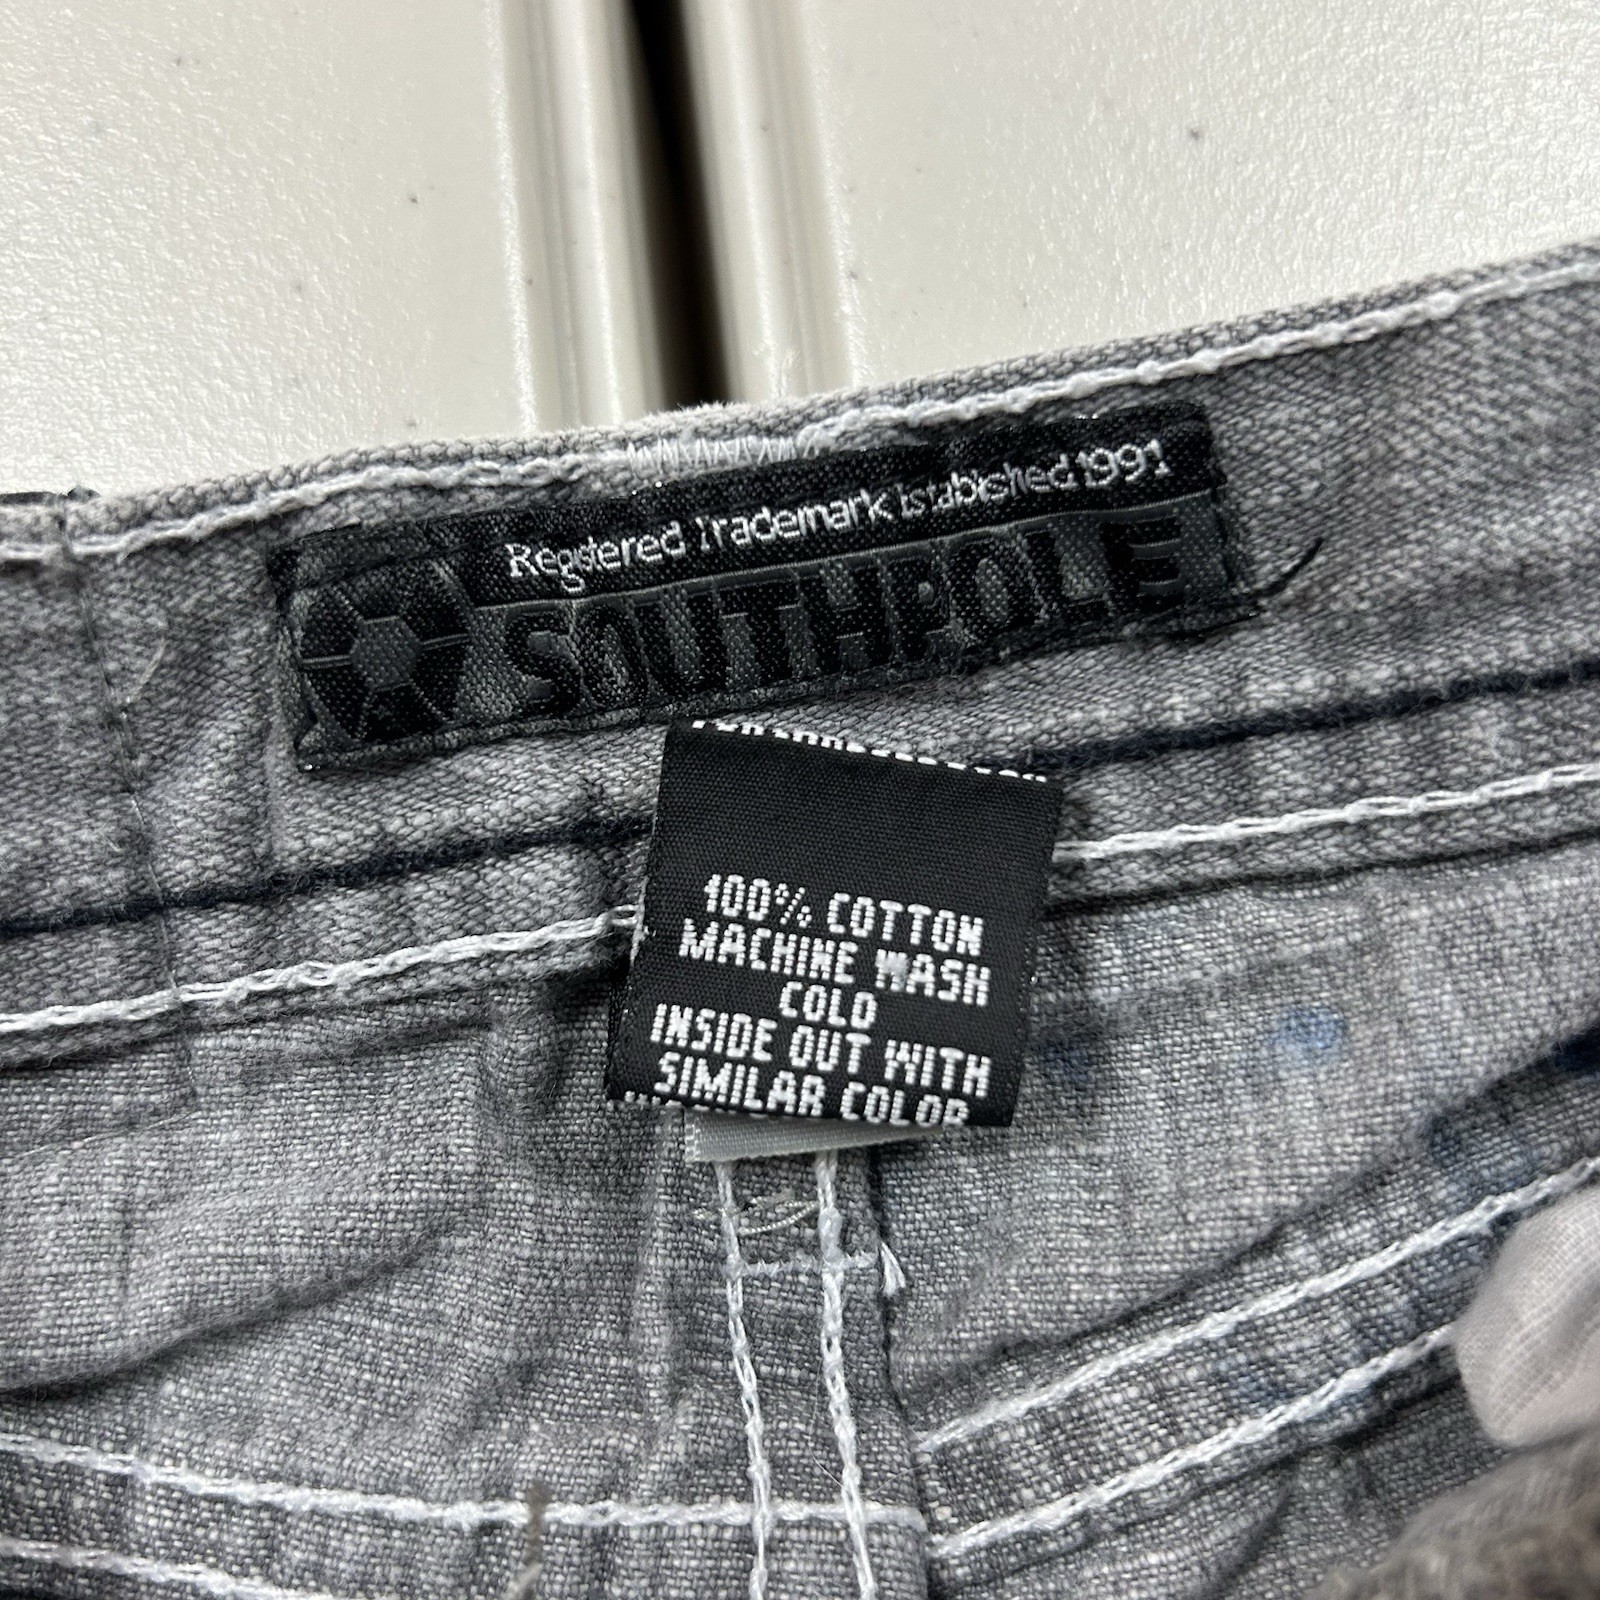 Registered Trademark Established 1991
SOUTHPOLE
100% COTTON
MACHINE WASH
COLD
INSIDE OUT WITH
SIMILAR COLOR